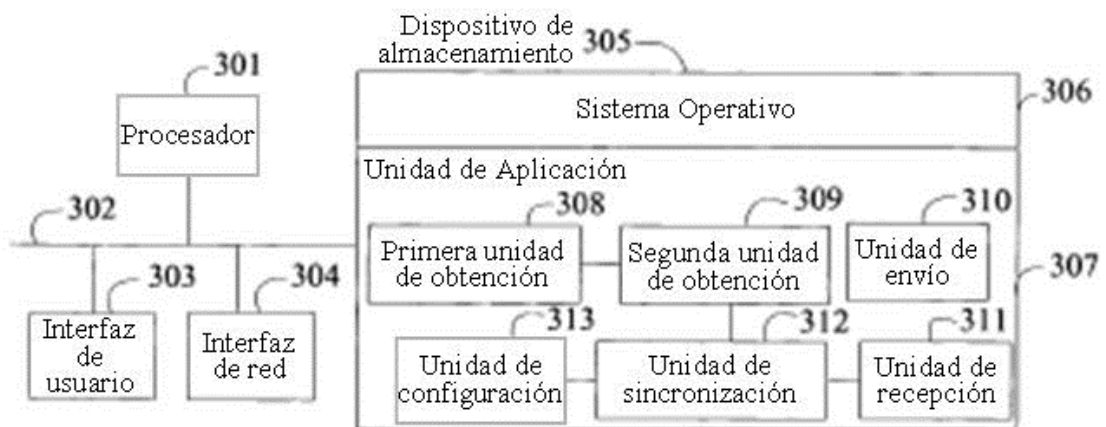 Dispositivo de
almacenamiento 305
301
Procesador
Sistema Operativo
306
Unidad de Aplicación
302
308
309
310
Primera unidad
de obtención
Segunda unidad
de obtención
Unidad de
envío
307
303
304
Interfaz
de
usuario
Interfaz
de red
313
312
311
Unidad de
configuración
Unidad de
sincronización
Unidad de
recepción